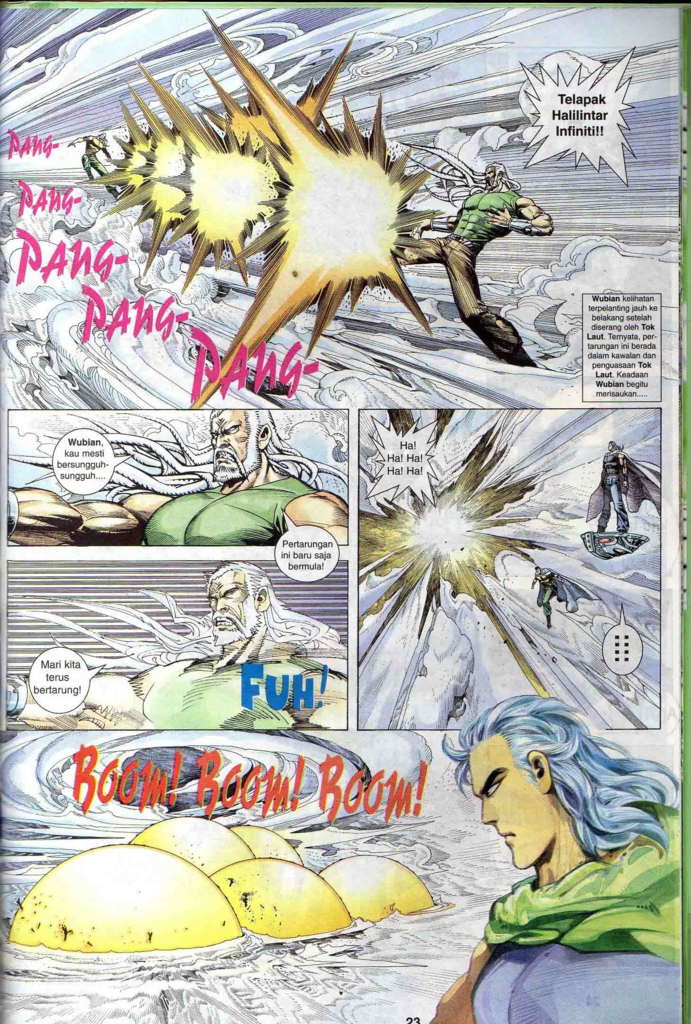 Telapak
Halilintar
Infiniti!!
PANG-
PANG-
PANG-
PANG-
PANG-
Wubian kelihatan
terpelanting jauh ke
belakang setelah
diserang oleh Tok
Laut. Ternyata, per-
tarungan ini berada
dalam kawalan dan
penguasaan Tok
Laut. Keadaan
Wubian begitu
merisaukan.....
Wubian,
kau mesti
bersungguh-
sungguh....
Pertarungan
ini baru saja
bermula!
Ha!
Ha! Ha!
Ha! Ha!
Mari kita
terus
bertarung!
FUH!
BOOM! BOOM! BOOM!
23